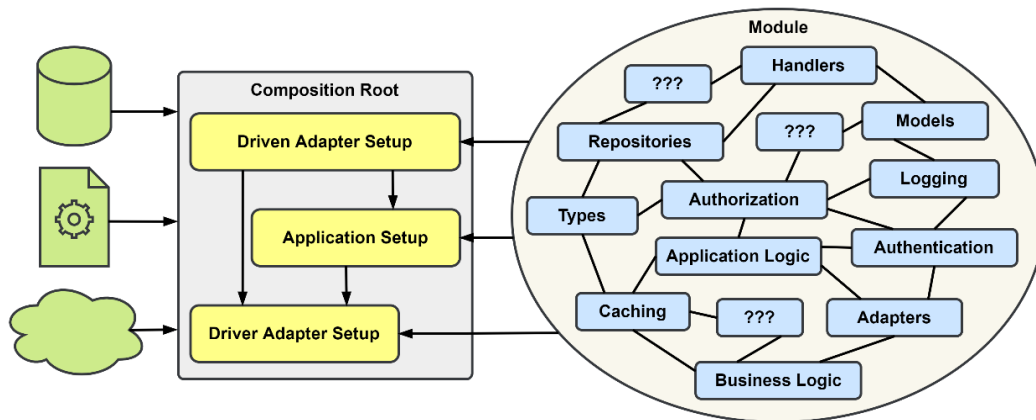 Module
Handlers
???
Composition Root
Models
Driven Adapter Setup
Repositories
???
Logging
Authorization
Types
Application Setup
Authentication
Application Logic
Caching
???
Adapters
Driver Adapter Setup
Business Logic